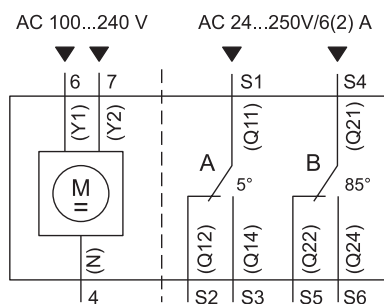 AC 100...240 V
AC 24...250V/6(2) A
6 7 S1 S4
(Y1) (Y2) (Q11) (Q21)
A B
M
=
5° 85°
(N) (Q12) (Q14) (Q22) (Q24)
4 S2 S3 S5 S6